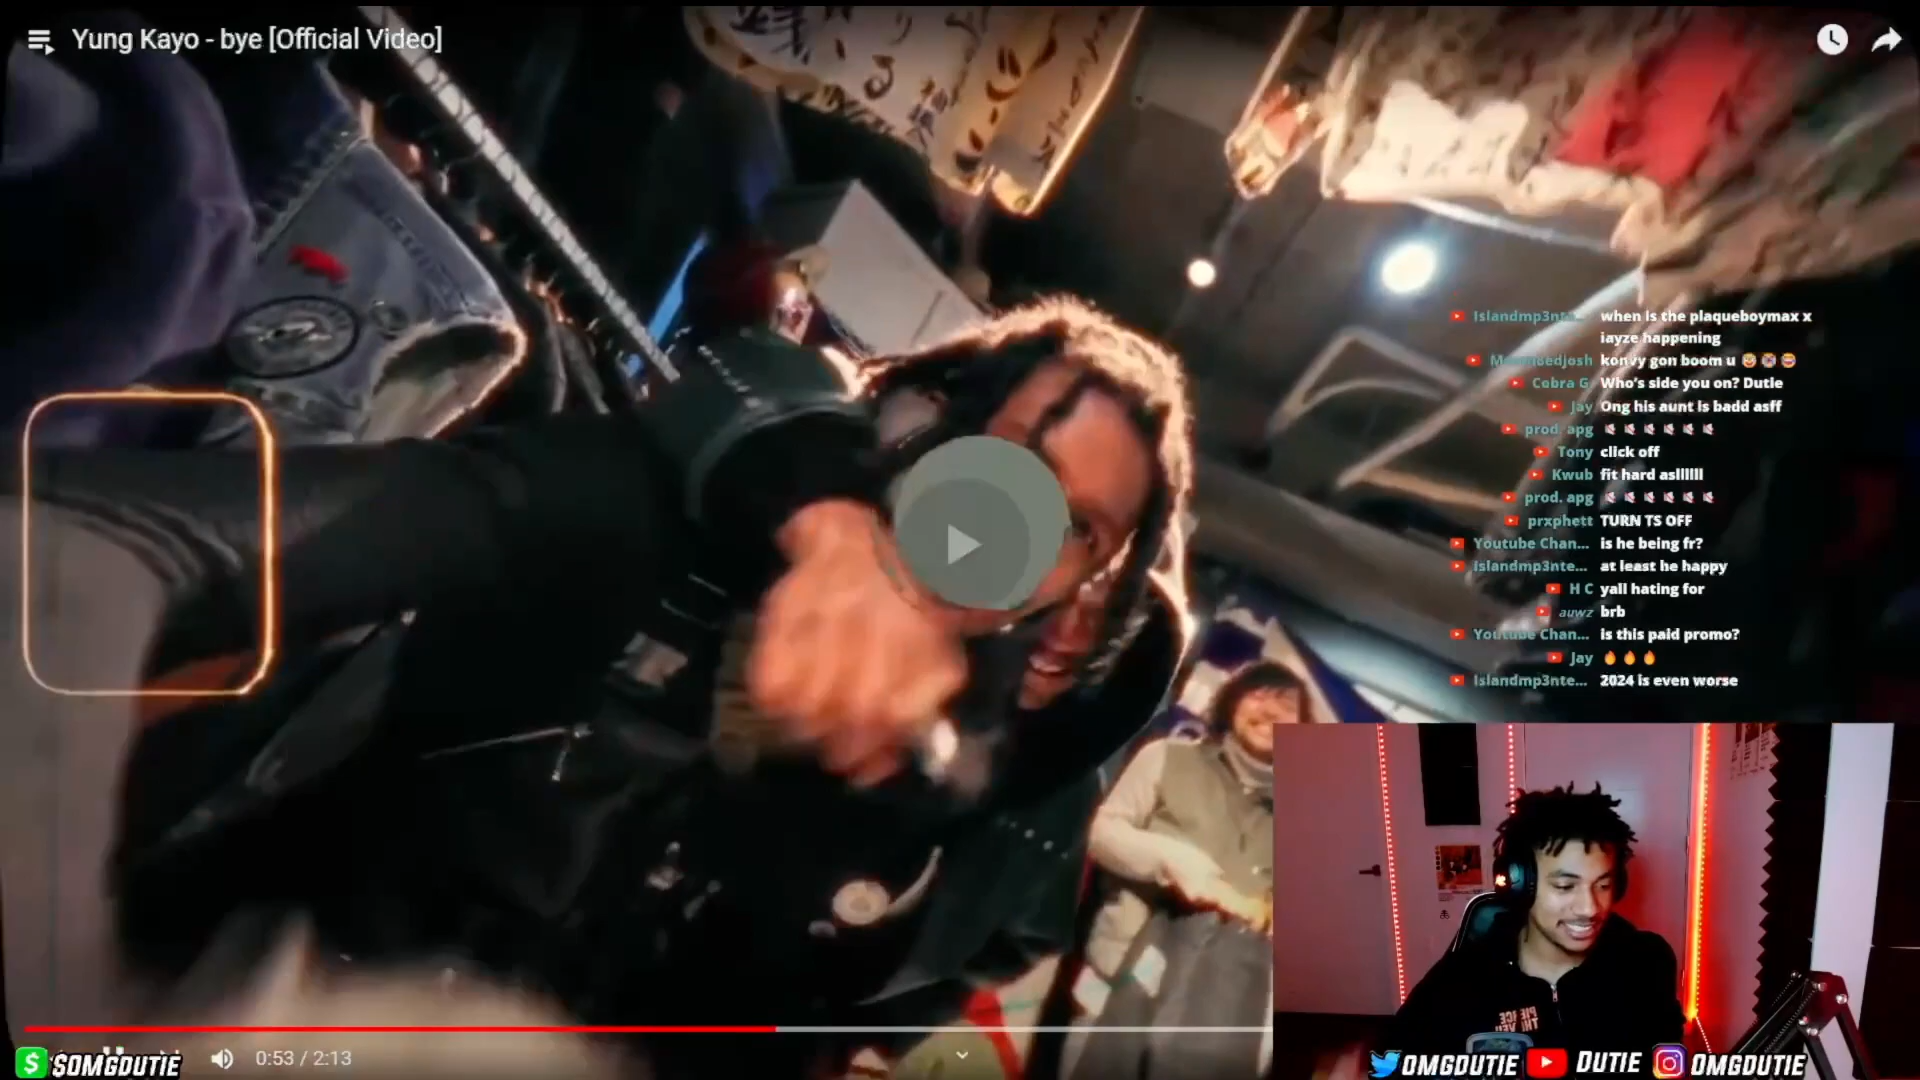 Yung Kayo - bye [Official Video]
when is the plaqueboymax x
iayze happening
konvy gon boom u
Cobra G Who's side you on? Dutie
Jay Ong his aunt is badd asff
prod. apg
Tony click off
Kwub fit hard asllllll
prod. apg
prxphett TURN TS OFF
Youtube Chan... is he being fr?
islandmp3nte... at least he happy
H C yall hating for
auwz brb
Youtube Chan... is this paid promo?
Jay 🔥🔥🔥
islandmp3nte... 2024 is even worse
$OMGDUTIE
0:53 / 2:13
OMGDUTIE DUTIE OMGDUTIE